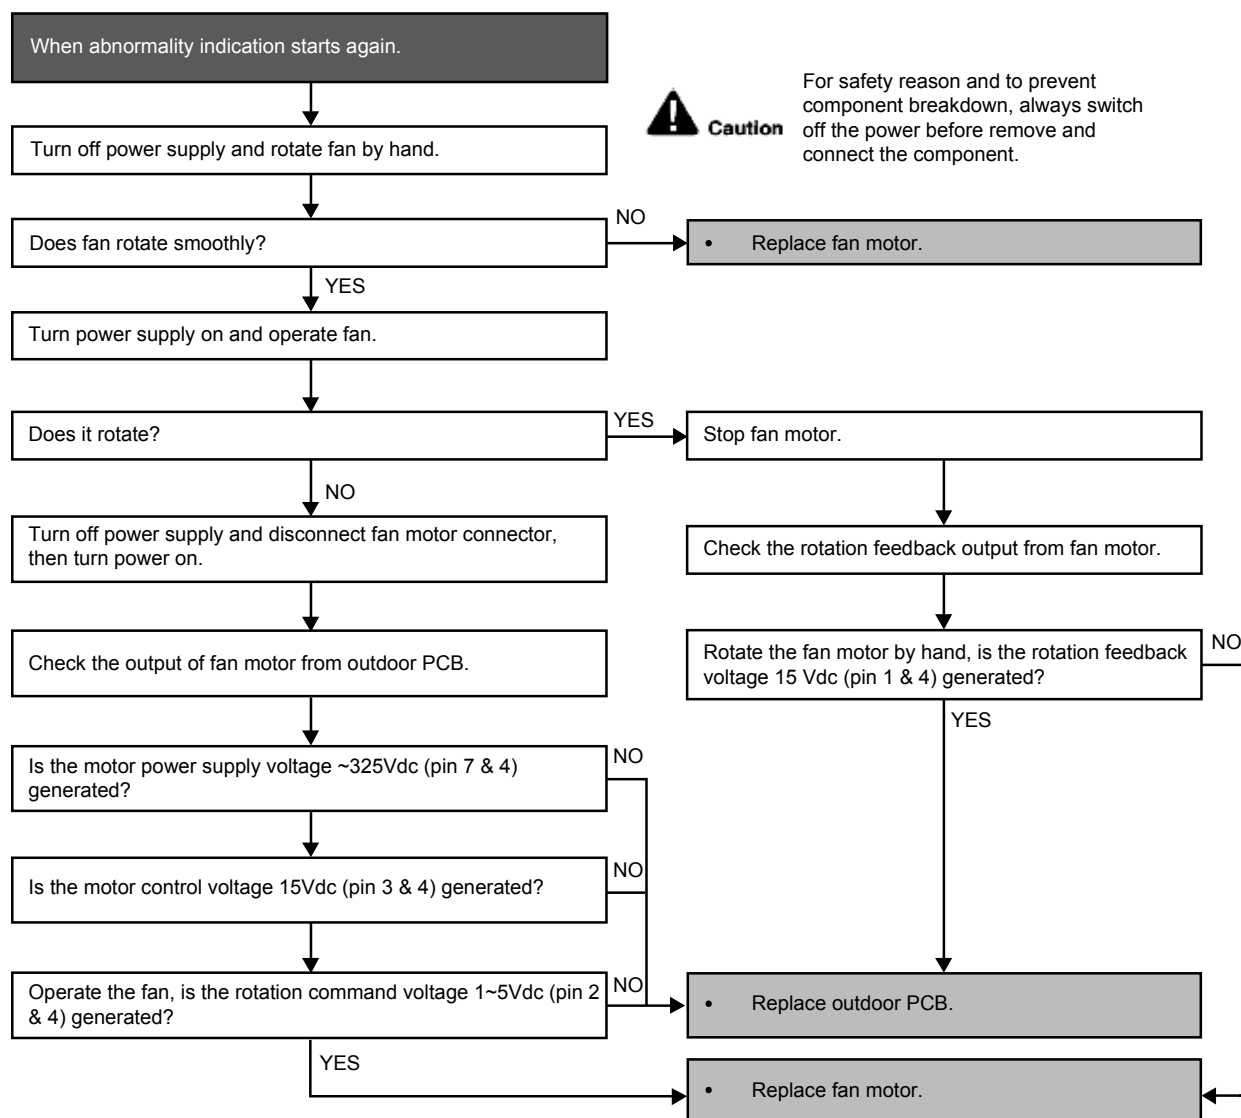 When abnormality indication starts again.
For safety reason and to prevent
component breakdown, always switch
off the power before remove and
connect the component.
Caution
Turn off power supply and rotate fan by hand.
Does fan rotate smoothly?
NO
• Replace fan motor.
YES
Turn power supply on and operate fan.
Does it rotate?
YES
Stop fan motor.
NO
Turn off power supply and disconnect fan motor connector,
then turn power on.
Check the rotation feedback output from fan motor.
Check the output of fan motor from outdoor PCB.
Rotate the fan motor by hand, is the rotation feedback
voltage 15 Vdc (pin 1 & 4) generated?
NO
YES
Is the motor power supply voltage ~325Vdc (pin 7 & 4)
generated?
NO
Is the motor control voltage 15Vdc (pin 3 & 4) generated?
NO
Operate the fan, is the rotation command voltage 1~5Vdc (pin 2
& 4) generated?
NO
• Replace outdoor PCB.
YES
• Replace fan motor.